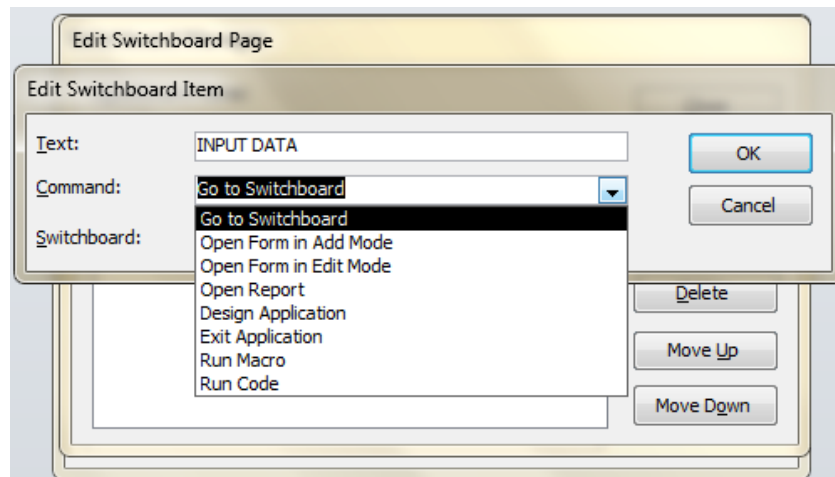 Edit Switchboard Page
Edit Switchboard Item
Text:
INPUT DATA
OK
Command:
Go to Switchboard
Cancel
Switchboard:
Go to Switchboard
Open Form in Add Mode
Open Form in Edit Mode
Open Report
Design Application
Exit Application
Run Macro
Run Code
Delete
Move Up
Move Down